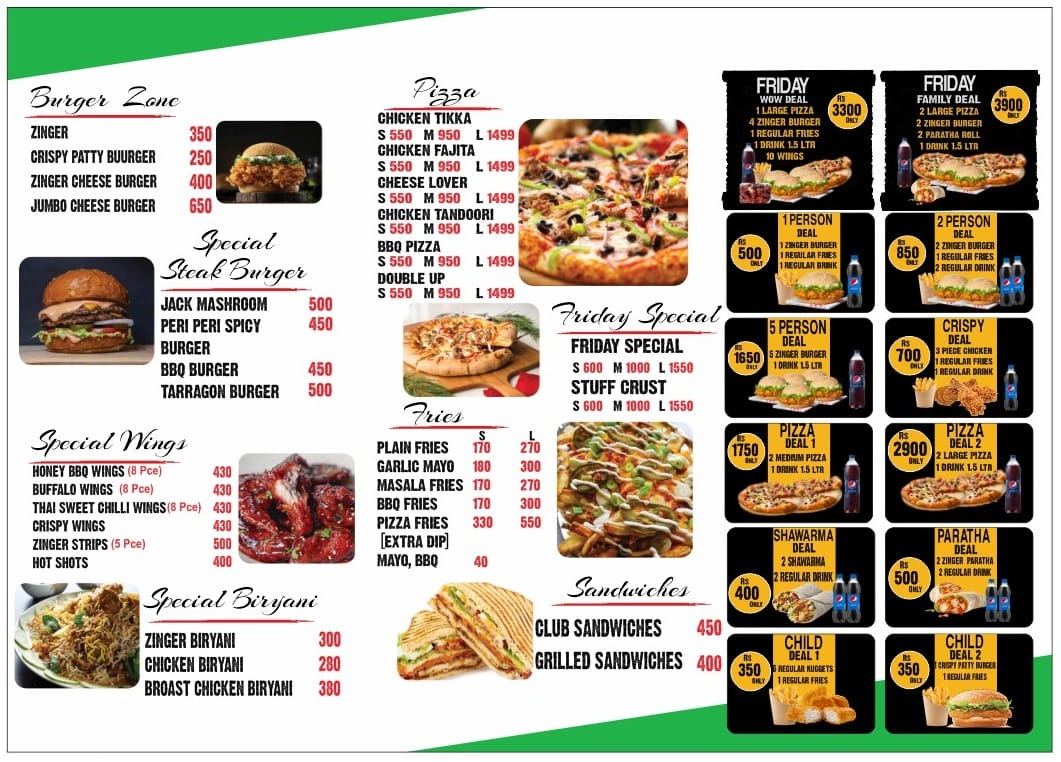 Burger Zone
ZINGER 350
CRISPY PATTY BUURGER 250
ZINGER CHEESE BURGER 400
JUMBO CHEESE BURGER 650
Special
Steak Burger
JACK MASHROOM 500
PERI PERI SPICY 450
BURGER
BBQ BURGER 450
TARRAGON BURGER 500
Special Wings
HONEY BBQ WINGS (8 Pce) 430
BUFFALO WINGS (8 Pce) 430
THAI SWEET CHILLI WINGS (8 Pce) 430
CRISPY WINGS 430
ZINGER STRIPS (5 Pce) 500
HOT SHOTS 400
Special Biryani
ZINGER BIRYANI 300
CHICKEN BIRYANI 280
BROAST CHICKEN BIRYANI 380
Pizza
CHICKEN TIKKA
S 550 M 950 L 1499
CHICKEN FAJITA
S 550 M 950 L 1499
CHEESE LOVER
S 550 M 950 L 1499
CHICKEN TANDOORI
S 550 M 950 L 1499
BBQ PIZZA
S 550 M 950 L 1499
DOUBLE UP
S 550 M 950 L 1499
Friday Special
FRIDAY SPECIAL
S 600 M 1000 L 1550
STUFF CRUST
S 600 M 1000 L 1550
Fries
S L
PLAIN FRIES 170 270
GARLIC MAYO 180 300
MASALA FRIES 170 270
BBQ FRIES 170 300
PIZZA FRIES 330 550
[EXTRA DIP]
MAYO, BBQ 40
Sandwiches
CLUB SANDWICHES 450
GRILLED SANDWICHES 400
FRIDAY
WOW DEAL
1 LARGE PIZZA
4 ZINGER BURGER
1 REGULAR FRIES
1 DRINK 1.5 LTR
10 WINGS
Rs
3300
ONLY
FRIDAY
FAMILY DEAL
2 LARGE PIZZA
2 ZINGER BURGER
2 PARATHA ROLL
1 DRINK 1.5 LTR
Rs
3900
ONLY
1 PERSON
DEAL
1 ZINGER BURGER
1 REGULAR FRIES
1 REGULAR DRINK
Rs
500
ONLY
2 PERSON
DEAL
2 ZINGER BURGER
1 REGULAR FRIES
2 REGULAR DRINK
Rs
850
ONLY
5 PERSON
DEAL
5 ZINGER BURGER
1 DRINK 1.5 LTR
Rs
1650
ONLY
CRISPY
DEAL
3 PIECE CHICKEN
1 REGULAR FRIES
1 REGULAR DRINK
Rs
700
ONLY
PIZZA
DEAL 1
2 MEDIUM PIZZA
1 DRINK 1.5 LTR
Rs
1750
ONLY
PIZZA
DEAL 2
2 LARGE PIZZA
1 DRINK 1.5 LTR
Rs
2900
ONLY
SHAWARMA
DEAL
2 SHAWARMA
2 REGULAR DRINK
Rs
400
ONLY
PARATHA
DEAL
2 ZINGER PARATHA
2 REGULAR DRINK
Rs
500
ONLY
CHILD
DEAL 1
REGULAR NUGGETS
1 REGULAR FRIES
Rs
350
ONLY
CHILD
DEAL 2
1 CRISPY PATTY BURGER
1 REGULAR FRIES
Rs
350
ONLY